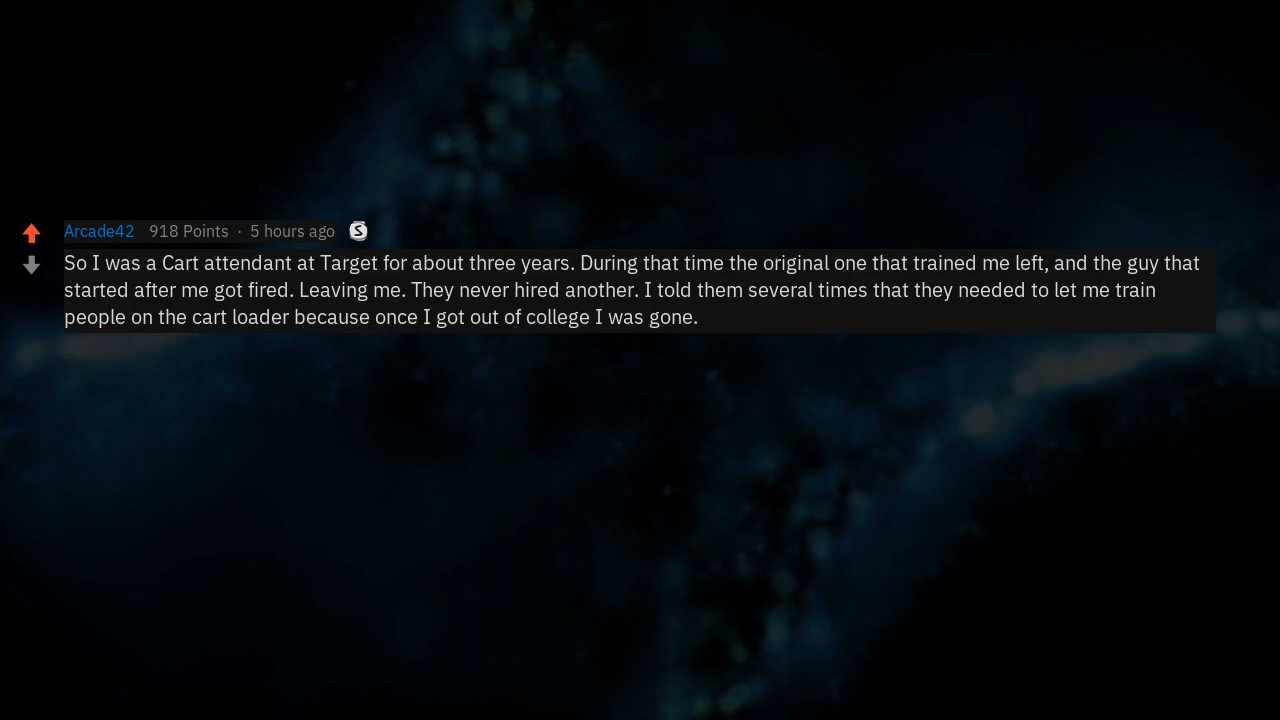 Arcade42 918 Points · 5 hours ago
So I was a Cart attendant at Target for about three years. During that time the original one that trained me left, and the guy that
started after me got fired. Leaving me. They never hired another. I told them several times that they needed to let me train
people on the cart loader because once I got out of college I was gone.